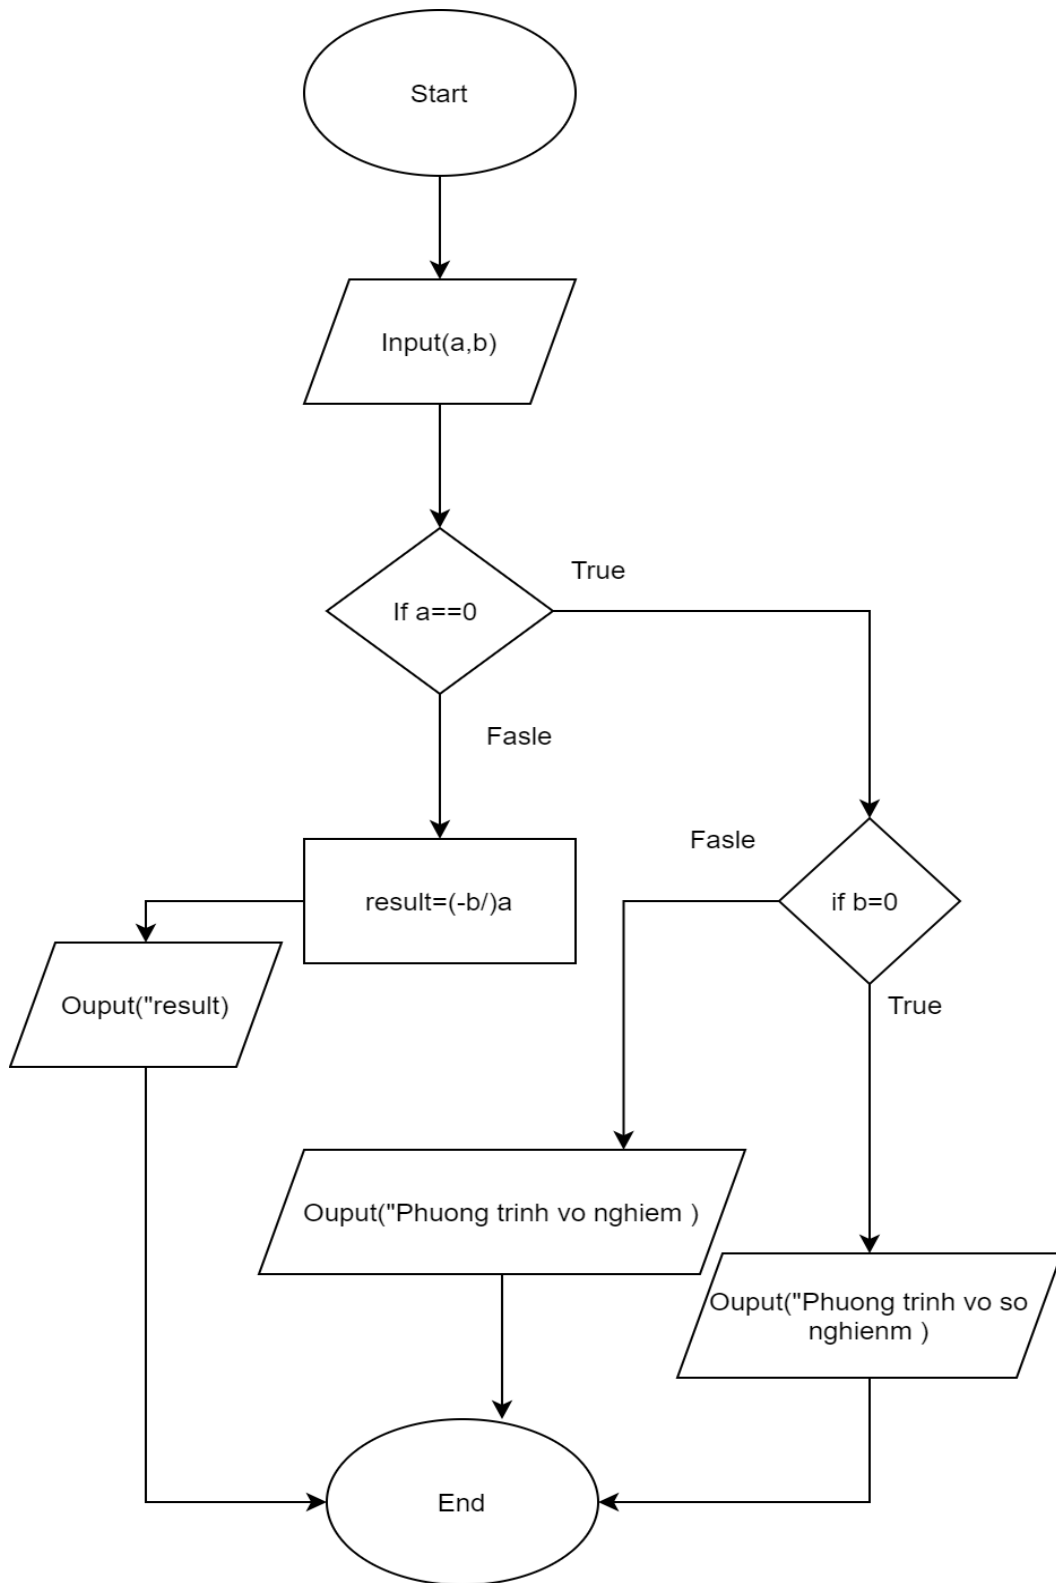 Start
Input(a,b)
True
If a==0
Fasle
Fasle
result=(-b/)a
if b=0
Ouput("result)
True
Ouput("Phuong trinh vo nghiem )
Ouput("Phuong trinh vo so
nghienm )
End